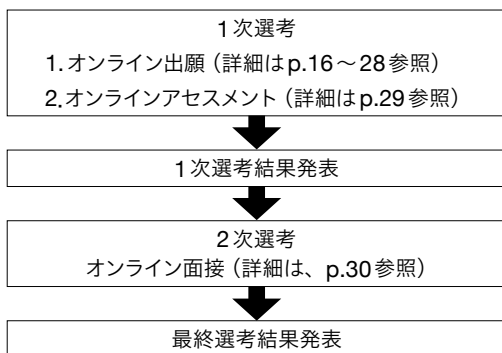 1次選考
1.オンライン出願（詳細はp.16～28参照）
2.オンラインアセスメント（詳細はp.29参照）
1次選考結果発表
2次選考
オンライン面接（詳細は、p.30参照）
最終選考結果発表